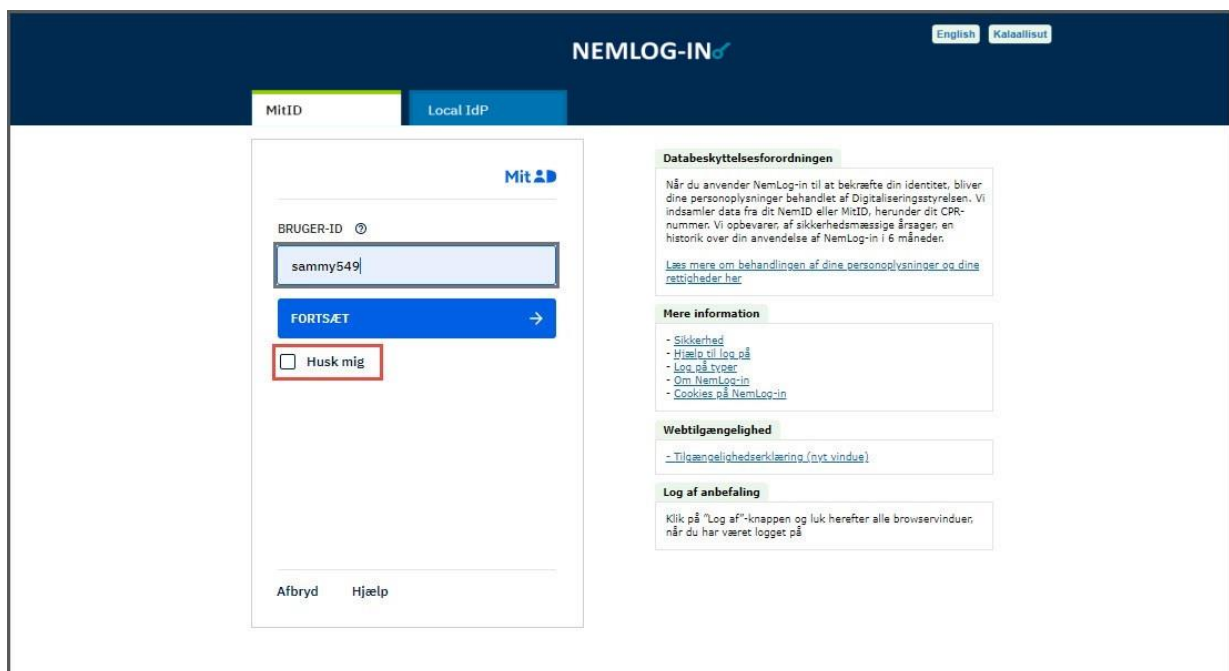 NEMLOG-IN
English Kalaallisut
MitID Local IdP
Mit
BRUGER-ID
sammy549
FORTSÆT
Husk mig
Afbryd Hjælp
Databeskyttelsesforordningen
Når du anvender NemLog-in til at bekræfte din identitet, bliver
dine personoplysninger behandlet af Digitaliseringsstyrelsen. Vi
indsamler data fra dit NemID eller MitID, herunder dit CPR-
nummer. Vi opbevarer, af sikkerhedsmæssige årsager, en
historik over din anvendelse af NemLog-in i 6 måneder.
Læs mere om behandlingen af dine personoplysninger og dine
rettigheder her
Mere information
- Sikkerhed
- Hjælp til log på
- Log på typer
- Om NemLog-in
- Cookies på NemLog-in
Webtilgængelighed
- Tilgængelighedserklæring (nyt vindue)
Log af anbefaling
Klik på "Log af"-knappen og luk herefter alle browservinduer,
når du har været logget på